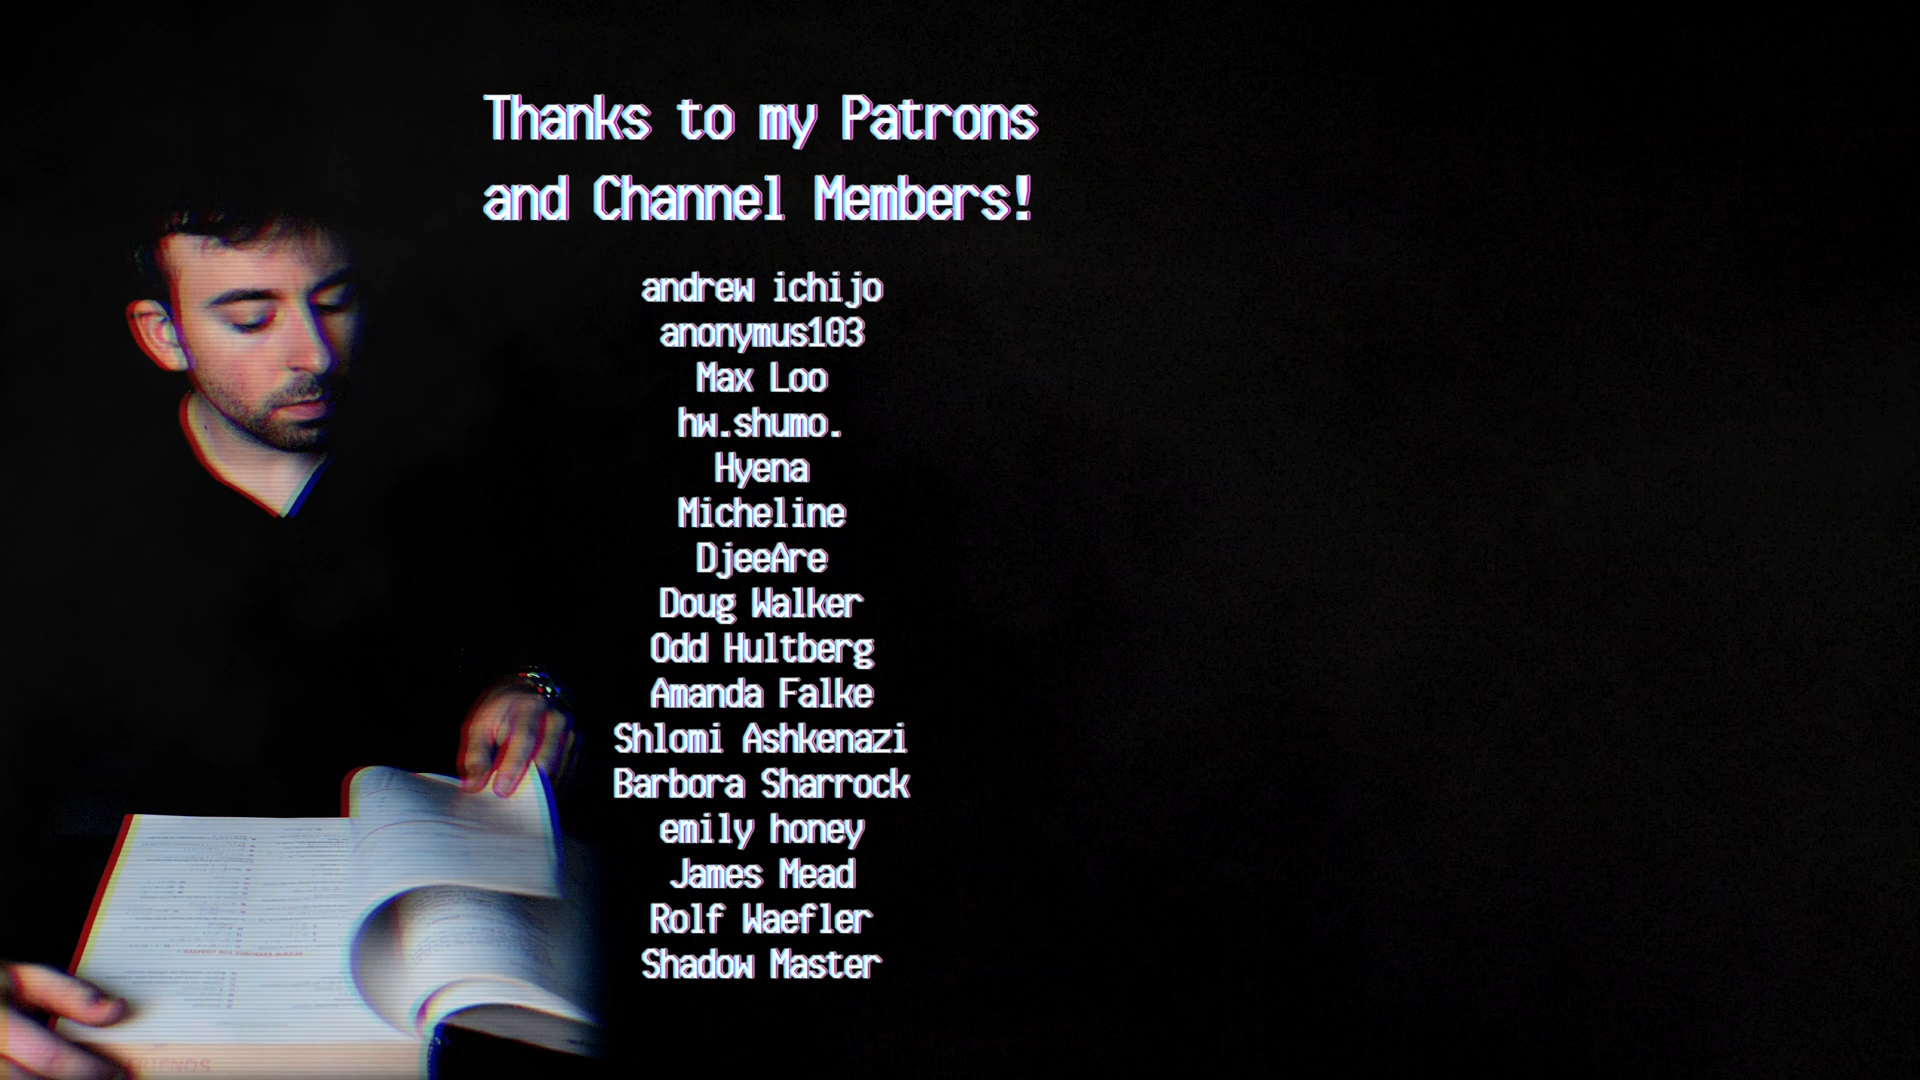 Thanks to my Patrons
and Channel Members!
andrew ichijo
anonymus103
Max Loo
hw.shumo.
Hyena
Micheline
DjeeAre
Doug Walker
Odd Hultberg
Amanda Falke
Shlomi Ashkenazi
Barbora Sharrock
emily honey
James Mead
Rolf Waefler
Shadow Master